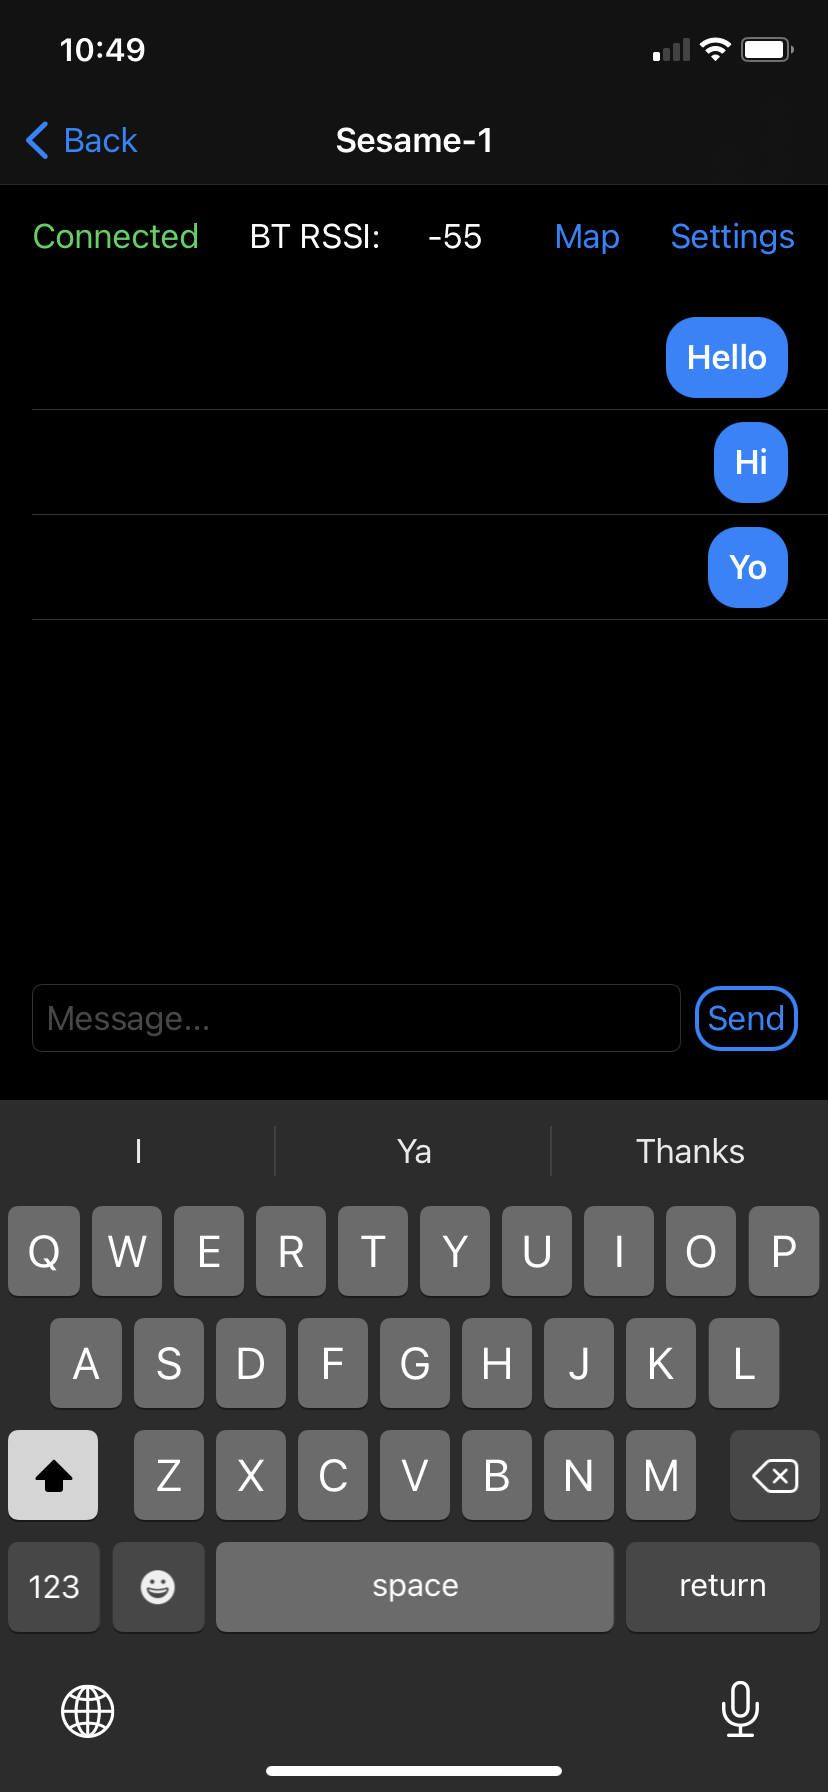 10:49
Back Sesame-1
Connected BT RSSI: -55 Map Settings
Hello
Hi
Yo
Message... Send
I Ya Thanks
Q W E R T Y U I O P
A S D F G H J K L
Z X C V B N M
123 space return